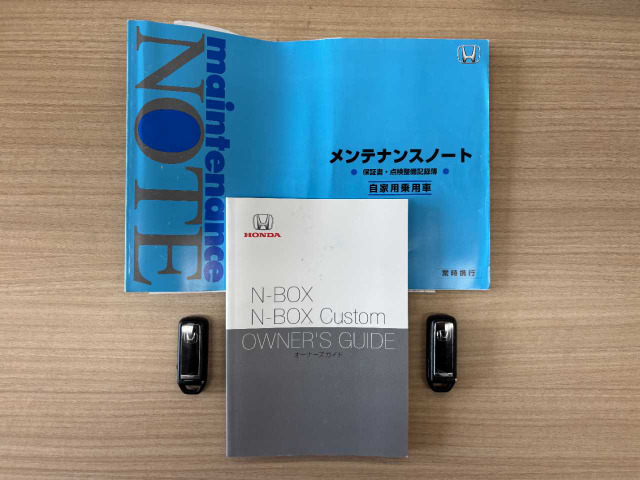 maintenance
NOTE
メンテナンスノート
● 保証書・点検整備記録簿 ●
自家用乗用車
常時携行
HONDA
N-BOX
N-BOX Custom
OWNER'S GUIDE
オーナーズガイド